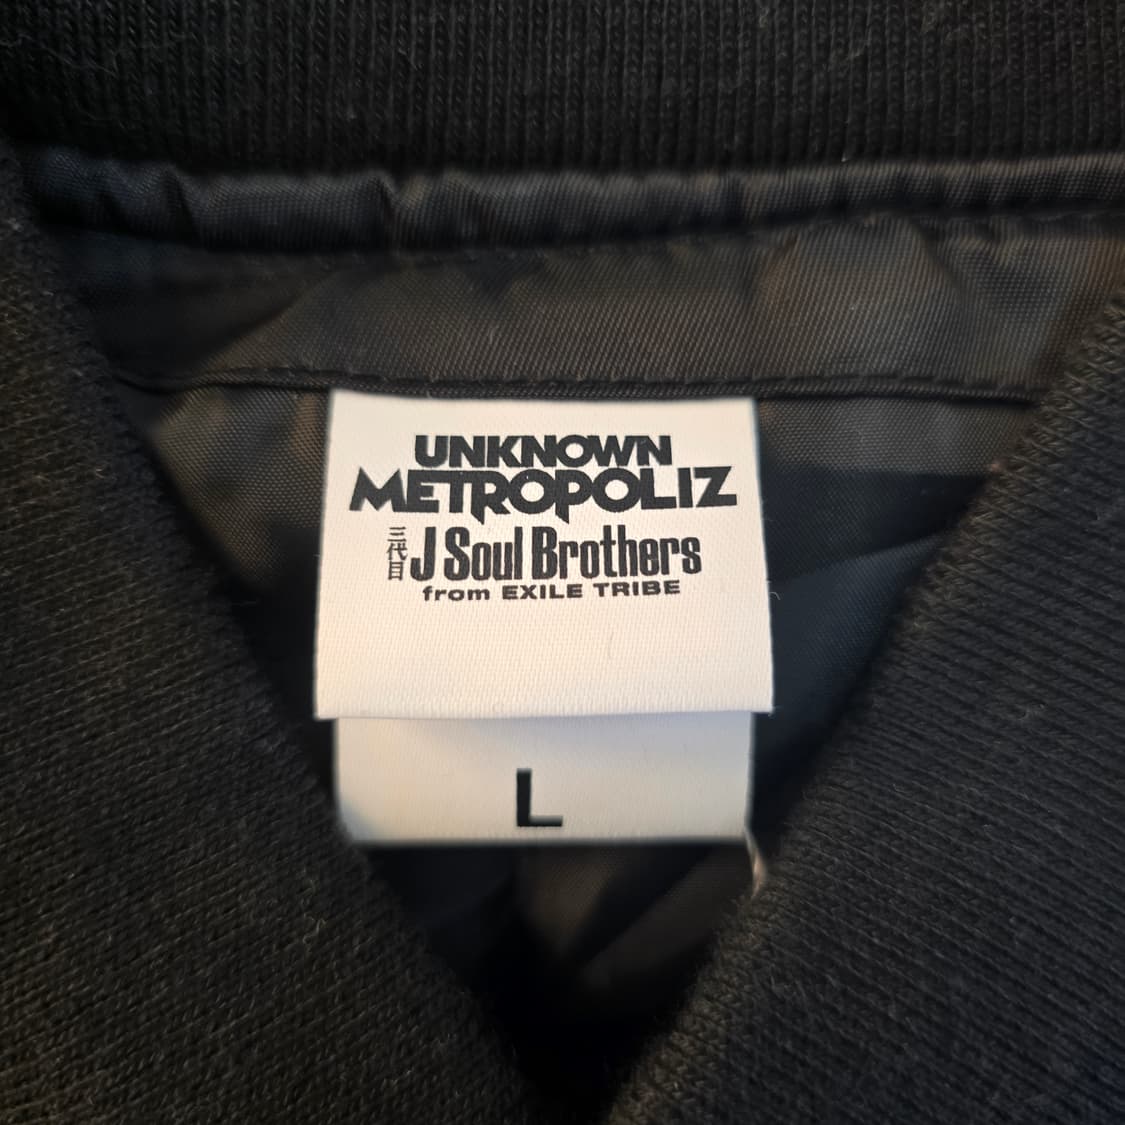 UNKNOWN
METROPOLIZ
三代目 J Soul Brothers
from EXILE TRIBE
L